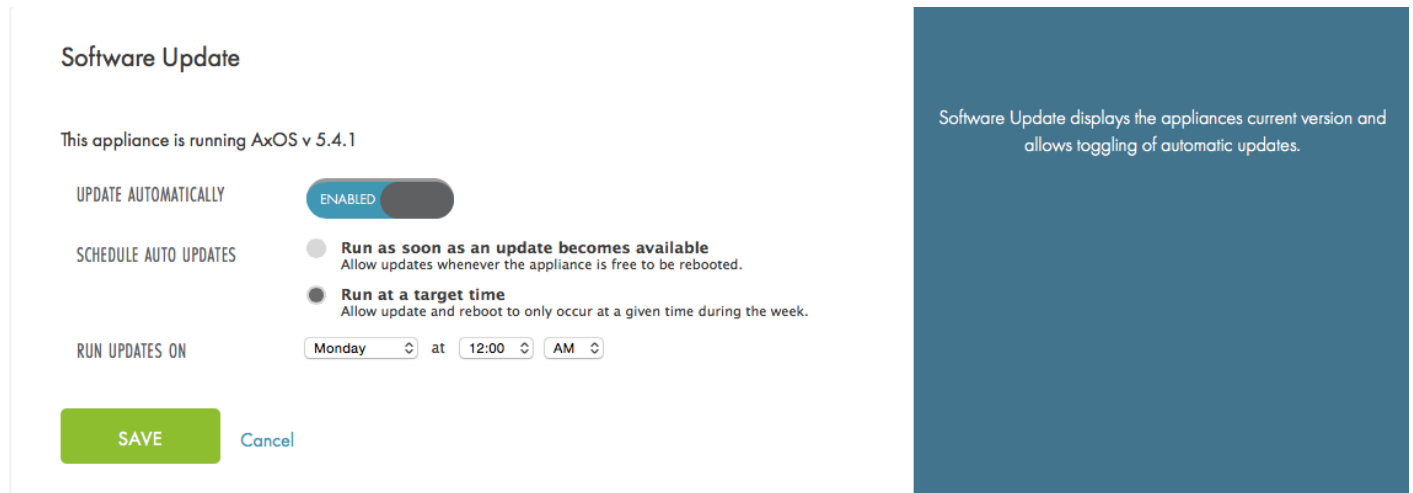 Software Update
This appliance is running AxOS v 5.4.1
UPDATE AUTOMATICALLY
ENABLED
SCHEDULE AUTO UPDATES
Run as soon as an update becomes available
Allow updates whenever the appliance is free to be rebooted.
Run at a target time
Allow update and reboot to only occur at a given time during the week.
RUN UPDATES ON
Monday at 12:00 AM
SAVE Cancel
Software Update displays the appliances current version and
allows toggling of automatic updates.